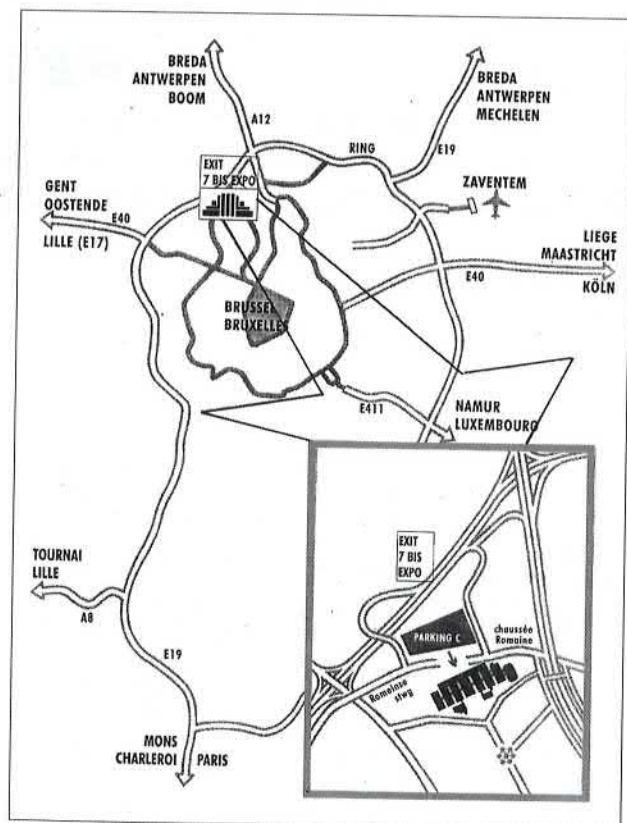 BREDA
ANTWERPEN
BOOM
A12
BREDA
ANTWERPEN
MECHELEN
E19
RING
EXIT
7 BIS EXPO
ZAVENTEM
GENT
OOSTENDE
E40
LILLE (E17)
LIEGE
MAASTRICHT
E40
KÖLN
BRUSSEL
BRUXELLES
E411
NAMUR
LUXEMBOURG
EXIT
7 BIS
EXPO
TOURNAI
LILLE
A8
PARKING C
chaussée
Romaine
Romeinse
stwg
E19
MONS
CHARLEROI
PARIS